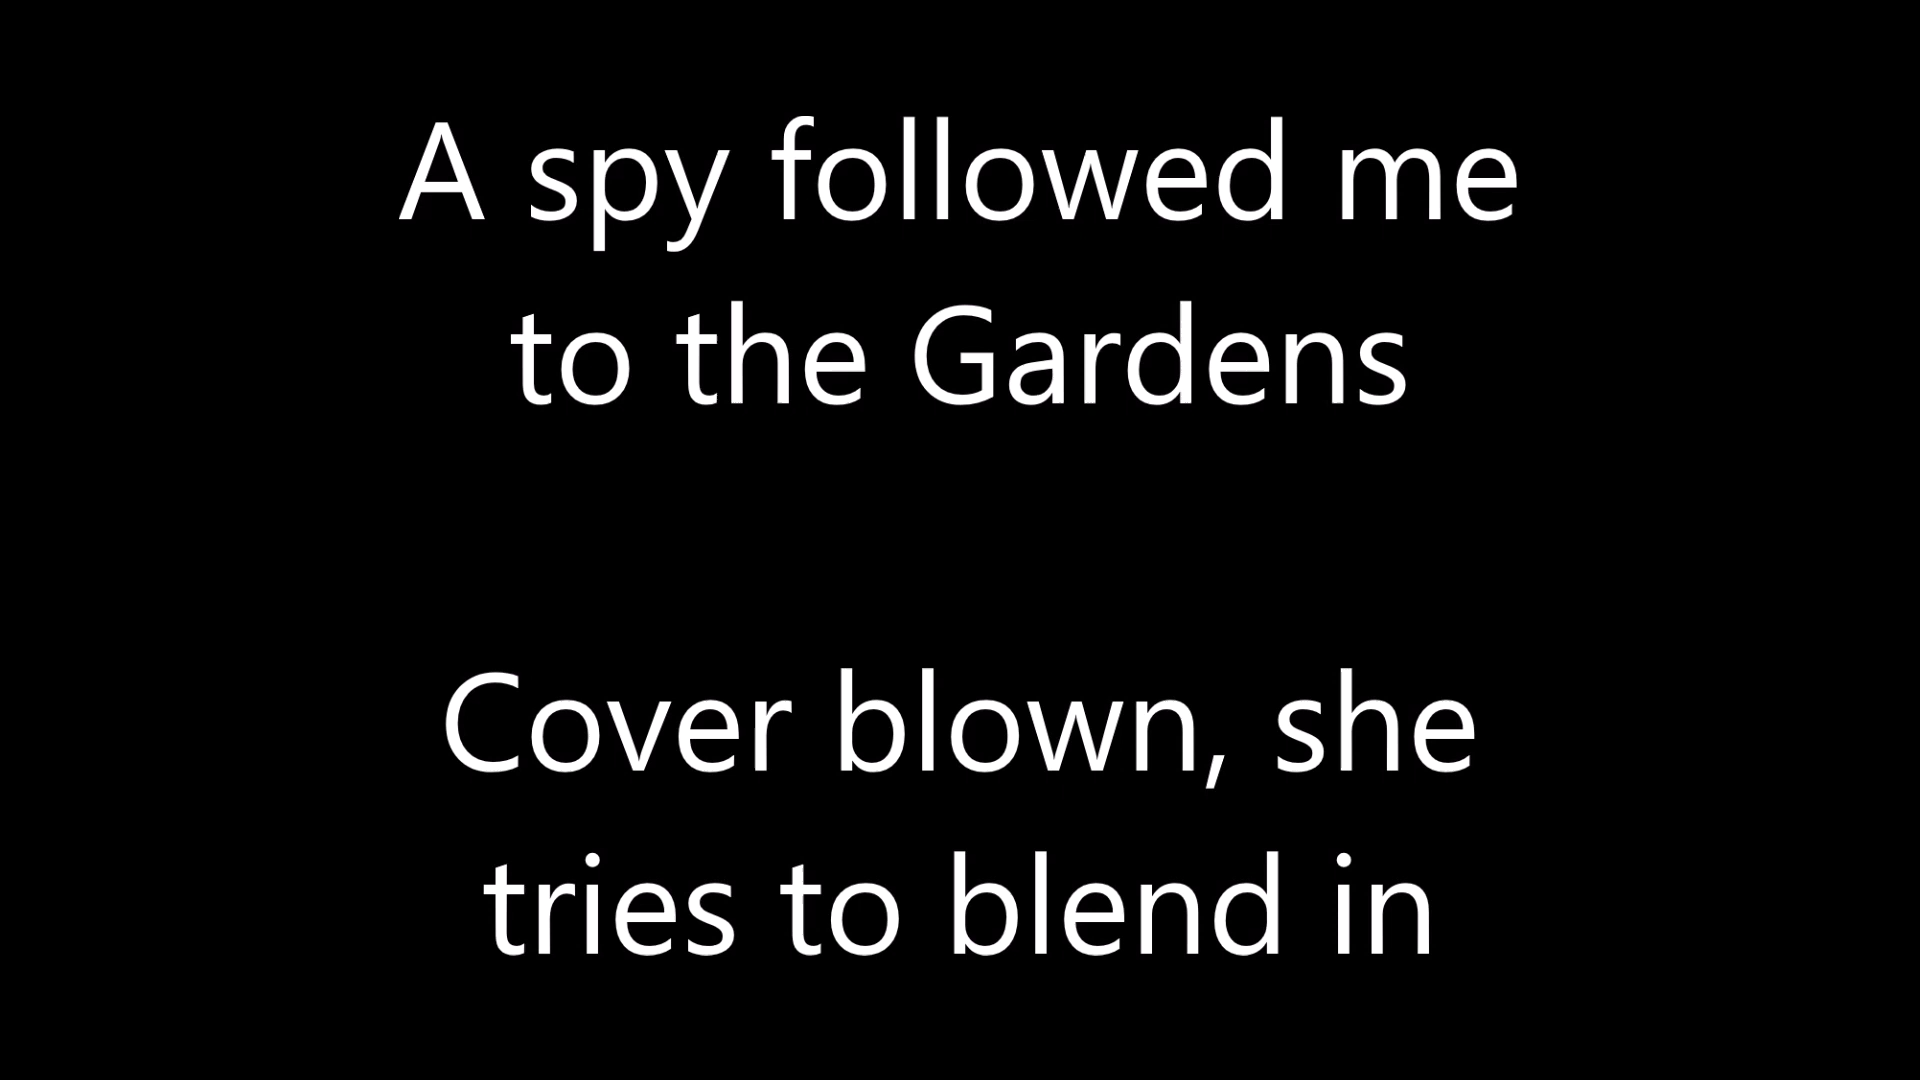 A spy followed me
to the Gardens
Cover blown, she
tries to blend in